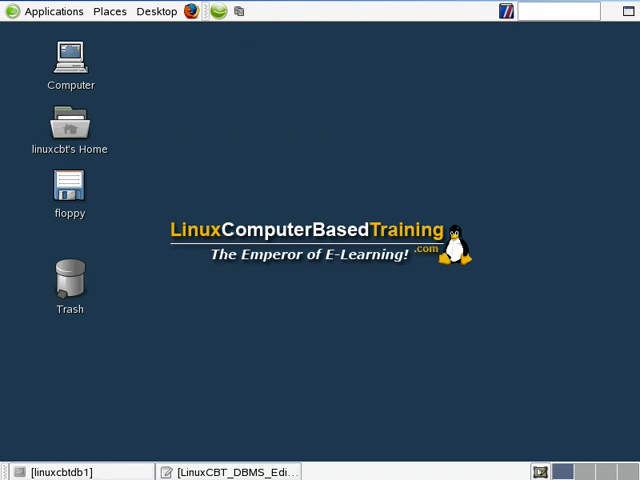 Applications Places Desktop
Computer
linuxcbt's Home
floppy
Trash
LinuxComputerBasedTraining
.com
The Emperor of E-Learning!
[linuxcbtdb1]
[LinuxCBT_DBMS_Edi...